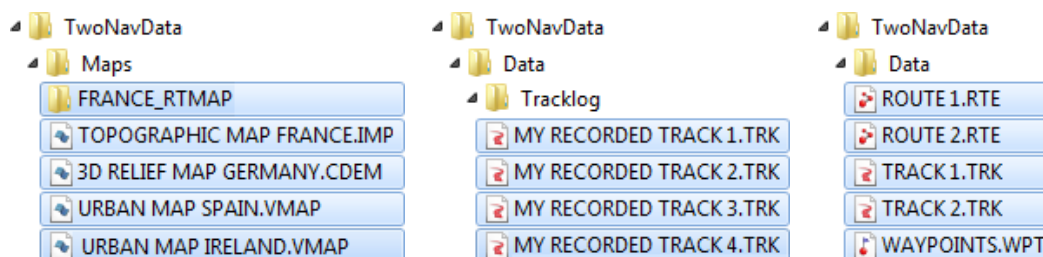 TwoNavData
Maps
FRANCE_RTMAP
TOPOGRAPHIC MAP FRANCE.IMP
3D RELIEF MAP GERMANY.CDEM
URBAN MAP SPAIN.VMAP
URBAN MAP IRELAND.VMAP
TwoNavData
Data
Tracklog
MY RECORDED TRACK 1.TRK
MY RECORDED TRACK 2.TRK
MY RECORDED TRACK 3.TRK
MY RECORDED TRACK 4.TRK
TwoNavData
Data
ROUTE 1.RTE
ROUTE 2.RTE
TRACK 1.TRK
TRACK 2.TRK
WAYPOINTS.WPT